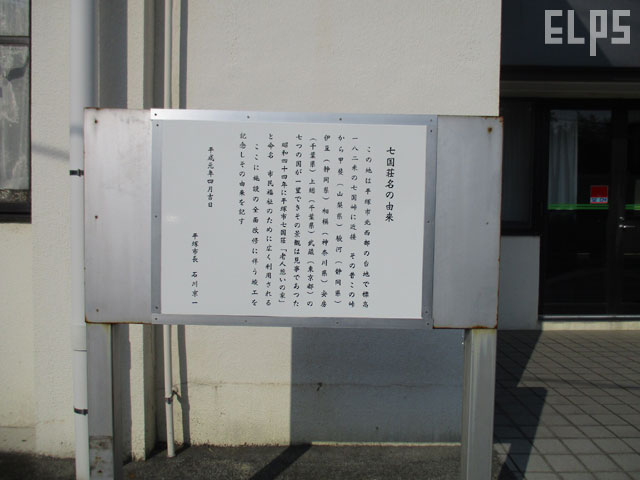 ELPS
七国荘名の由来
この地は平塚市北西部の台地で標高
一八二米の七国峠に近接 その昔この峠
から甲斐（山梨県）駿河（静岡県）
伊豆（静岡県）相模（神奈川県）安房
（千葉県）上総（千葉県）武蔵（東京都）の
七つの国が一望できその景観は見事であつた
昭和四十四年に平塚市七国荘「老人憩いの家」
と命名 市民福祉のために広く利用される
ここに施設の全面改修に伴う竣工を
記念しその由来を記す
平成元年四月吉日
平塚市長 石川京一